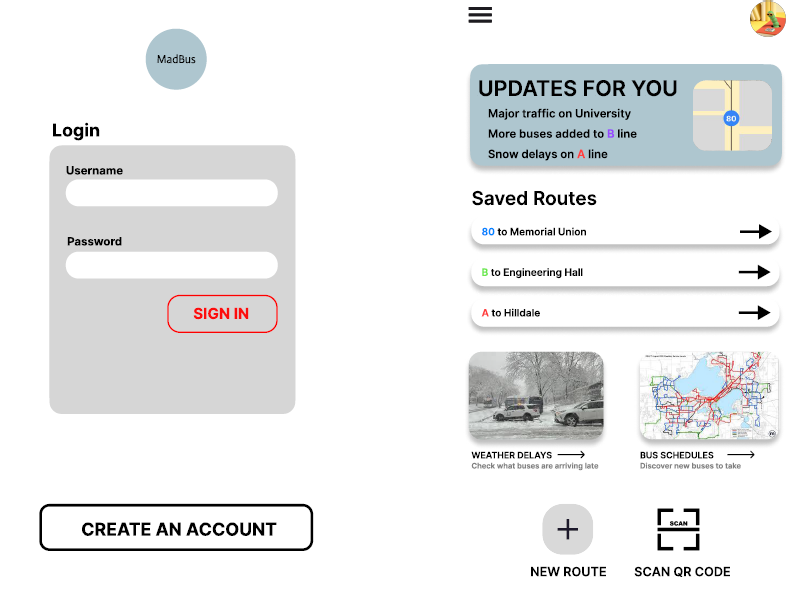 MadBus
Login
Username
Password
SIGN IN
CREATE AN ACCOUNT
UPDATES FOR YOU
Major traffic on University
More buses added to B line
Snow delays on A line
80
Saved Routes
80 to Memorial Union
B to Engineering Hall
A to Hilldale
WEATHER DELAYS
Check what buses are arriving late
BUS SCHEDULES
Discover new buses to take
NEW ROUTE
SCAN
SCAN QR CODE